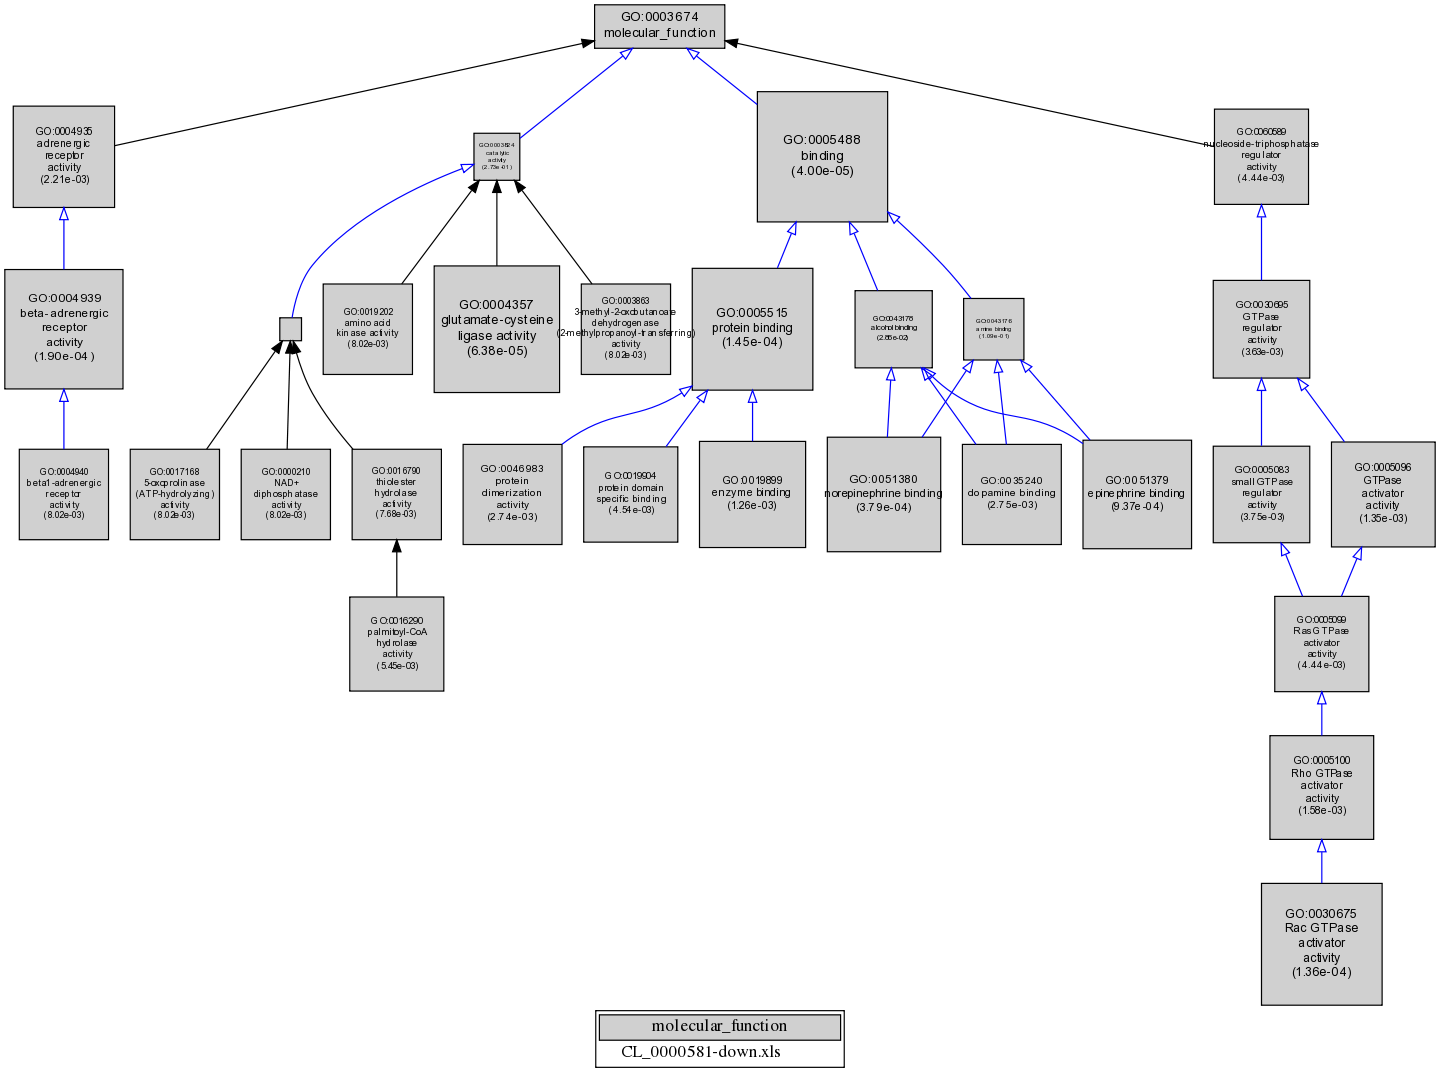 GO:0003674
molecular_function
GO:0004935
adrenergic
receptor
activity
(2.21e-03)
GO:0003824
catalytic
activity
(2.73e-01)
GO:0005488
binding
(4.00e-05)
GO:0060589
nucleoside-triphosphatase
regulator
activity
(4.44e-03)
GO:0004939
beta-adrenergic
receptor
activity
(1.90e-04)
GO:0019202
amino acid
kinase activity
(8.02e-03)
GO:0004357
glutamate-cysteine
ligase activity
(6.38e-05)
GO:0003863
3-methyl-2-oxobutanoate
dehydrogenase
(2-methylpropanoyl-transferring)
activity
(8.02e-03)
GO:0005515
protein binding
(1.45e-04)
GO:0043178
alcohol binding
(2.66e-02)
GO:0043176
amine binding
(1.09e-01)
GO:0030695
GTPase
regulator
activity
(3.63e-03)
GO:0004940
beta1-adrenergic
receptor
activity
(8.02e-03)
GO:0017168
5-oxoprolinase
(ATP-hydrolyzing)
activity
(8.02e-03)
GO:0000210
NAD+
diphosphatase
activity
(8.02e-03)
GO:0016790
thiolester
hydrolase
activity
(7.68e-03)
GO:0046983
protein
dimerization
activity
(2.74e-03)
GO:0019904
protein domain
specific binding
(4.54e-03)
GO:0019899
enzyme binding
(1.26e-03)
GO:0051380
norepinephrine binding
(3.79e-04)
GO:0035240
dopamine binding
(2.75e-03)
GO:0051379
epinephrine binding
(9.37e-04)
GO:0005083
small GTPase
regulator
activity
(3.75e-03)
GO:0005096
GTPase
activator
activity
(1.35e-03)
GO:0016290
palmitoyl-CoA
hydrolase
activity
(5.45e-03)
GO:0005099
Ras GTPase
activator
activity
(4.44e-03)
GO:0005100
Rho GTPase
activator
activity
(1.58e-03)
GO:0030675
Rac GTPase
activator
activity
(1.36e-04)
molecular_function
CL_0000581-down.xls